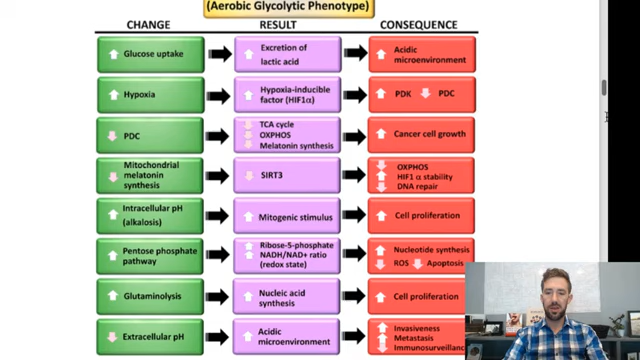 (Aerobic Glycolytic Phenotype)
CHANGE RESULT CONSEQUENCE
Glucose uptake
Excretion of
lactic acid
Acidic
microenvironment
Hypoxia
Hypoxia-inducible
factor (HIF1α)
PDK PDC
PDC
TCA cycle
OXPHOS
Melatonin synthesis
Cancer cell growth
Mitochondrial
melatonin
synthesis
SIRT3
OXPHOS
HIF1 α stability
DNA repair
Intracellular pH
(alkalosis)
Mitogenic stimulus
Cell proliferation
Pentose phosphate
pathway
Ribose-5-phosphate
NADH/NAD+ ratio
(redox state)
Nucleotide synthesis
ROS Apoptosis
Glutaminolysis
Nucleic acid
synthesis
Cell proliferation
Extracellular pH
Acidic
microenvironment
Invasiveness
Metastasis
Immunosurveillance